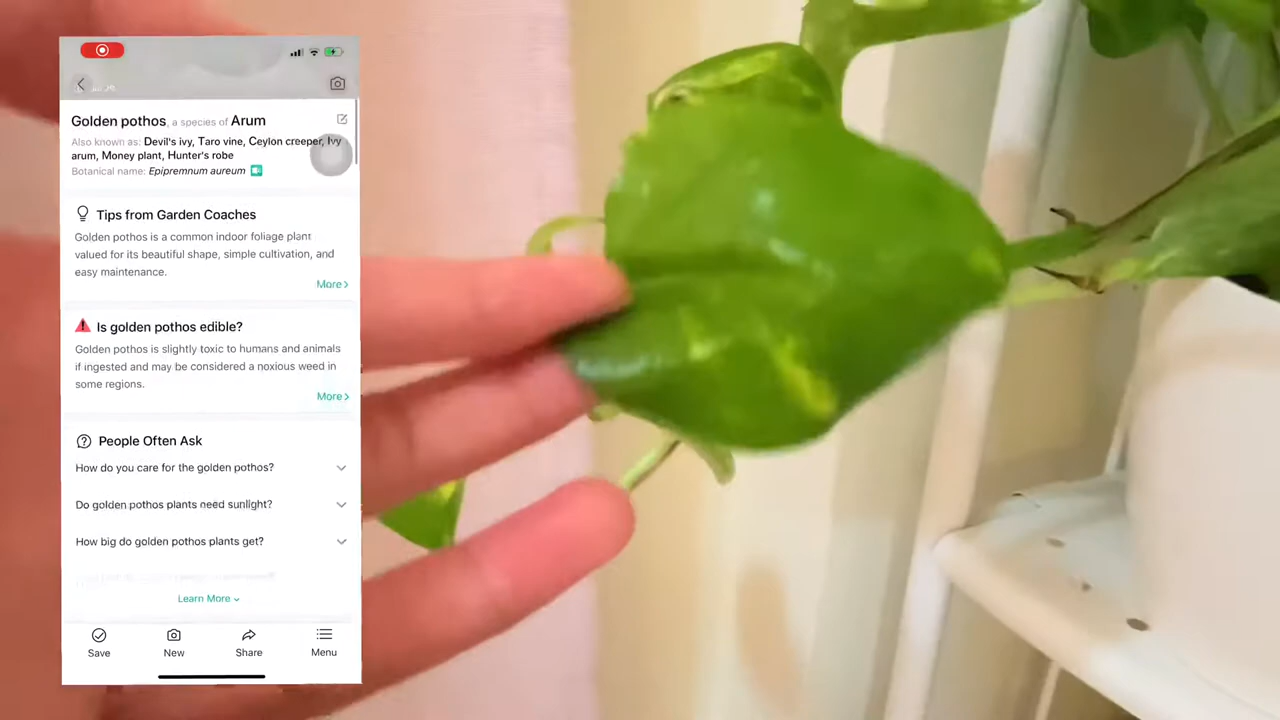 Golden pothos, a species of Arum
Also known as: Devil's ivy, Taro vine, Ceylon creeper, Ivy
arum, Money plant, Hunter's robe
Botanical name: Epipremnum aureum
Tips from Garden Coaches
Golden pothos is a common indoor foliage plant
valued for its beautiful shape, simple cultivation, and
easy maintenance.
More
Is golden pothos edible?
Golden pothos is slightly toxic to humans and animals
if ingested and may be considered a noxious weed in
some regions.
More
People Often Ask
How do you care for the golden pothos?
Do golden pothos plants need sunlight?
How big do golden pothos plants get?
Learn More
Save New Share Menu